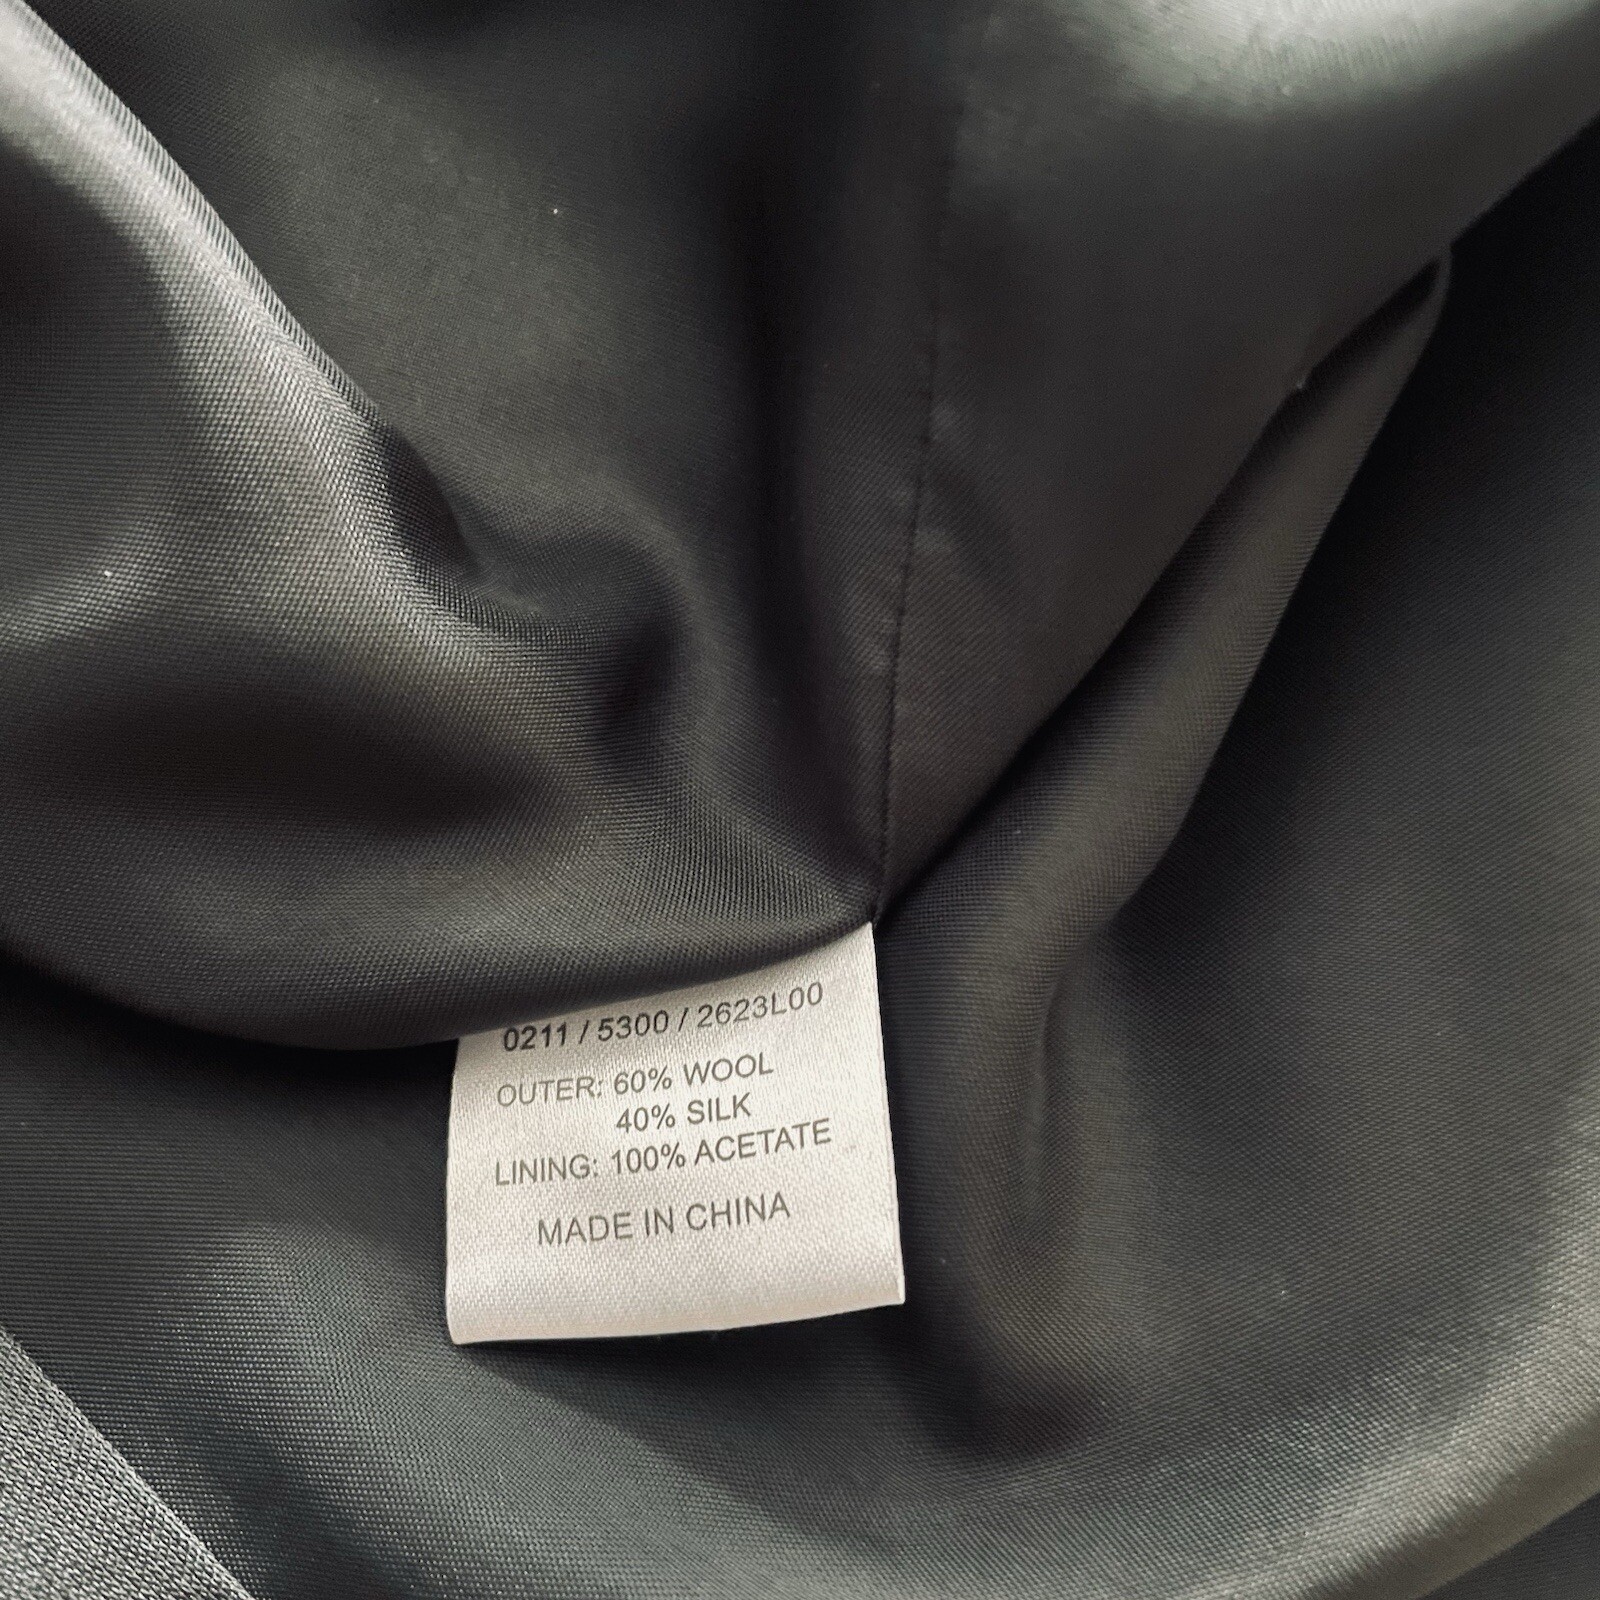 0211 / 5300 / 2623L00
OUTER: 60% WOOL
40% SILK
LINING: 100% ACETATE
MADE IN CHINA